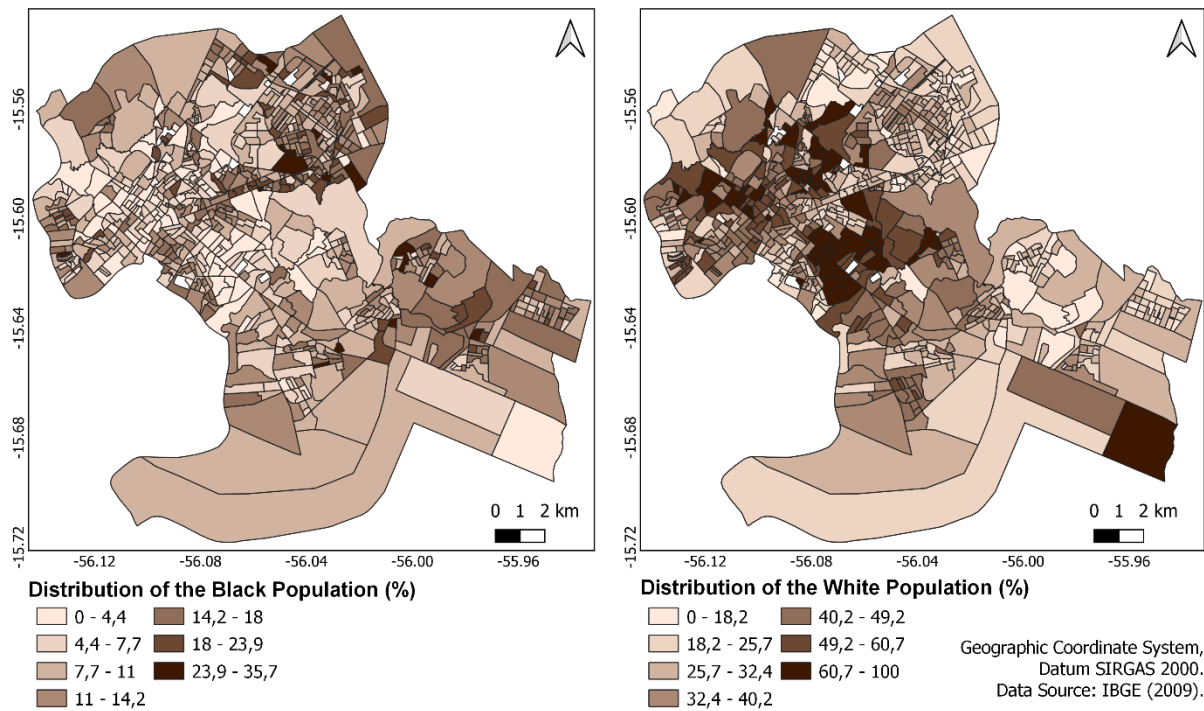 -15.56
-15.60
-15.64
-15.68
-15.72
0 1 2 km
-56.12 -56.08 -56.04 -56.00 -55.96
Distribution of the Black Population (%)
0 - 4,4
4,4 - 7,7
7,7 - 11
11 - 14,2
14,2 - 18
18 - 23,9
23,9 - 35,7
-15.56
-15.60
-15.64
-15.68
-15.72
0 1 2 km
-56.12 -56.08 -56.04 -56.00 -55.96
Distribution of the White Population (%)
0 - 18,2
18,2 - 25,7
25,7 - 32,4
32,4 - 40,2
40,2 - 49,2
49,2 - 60,7
60,7 - 100
Geographic Coordinate System,
Datum SIRGAS 2000.
Data Source: IBGE (2009).